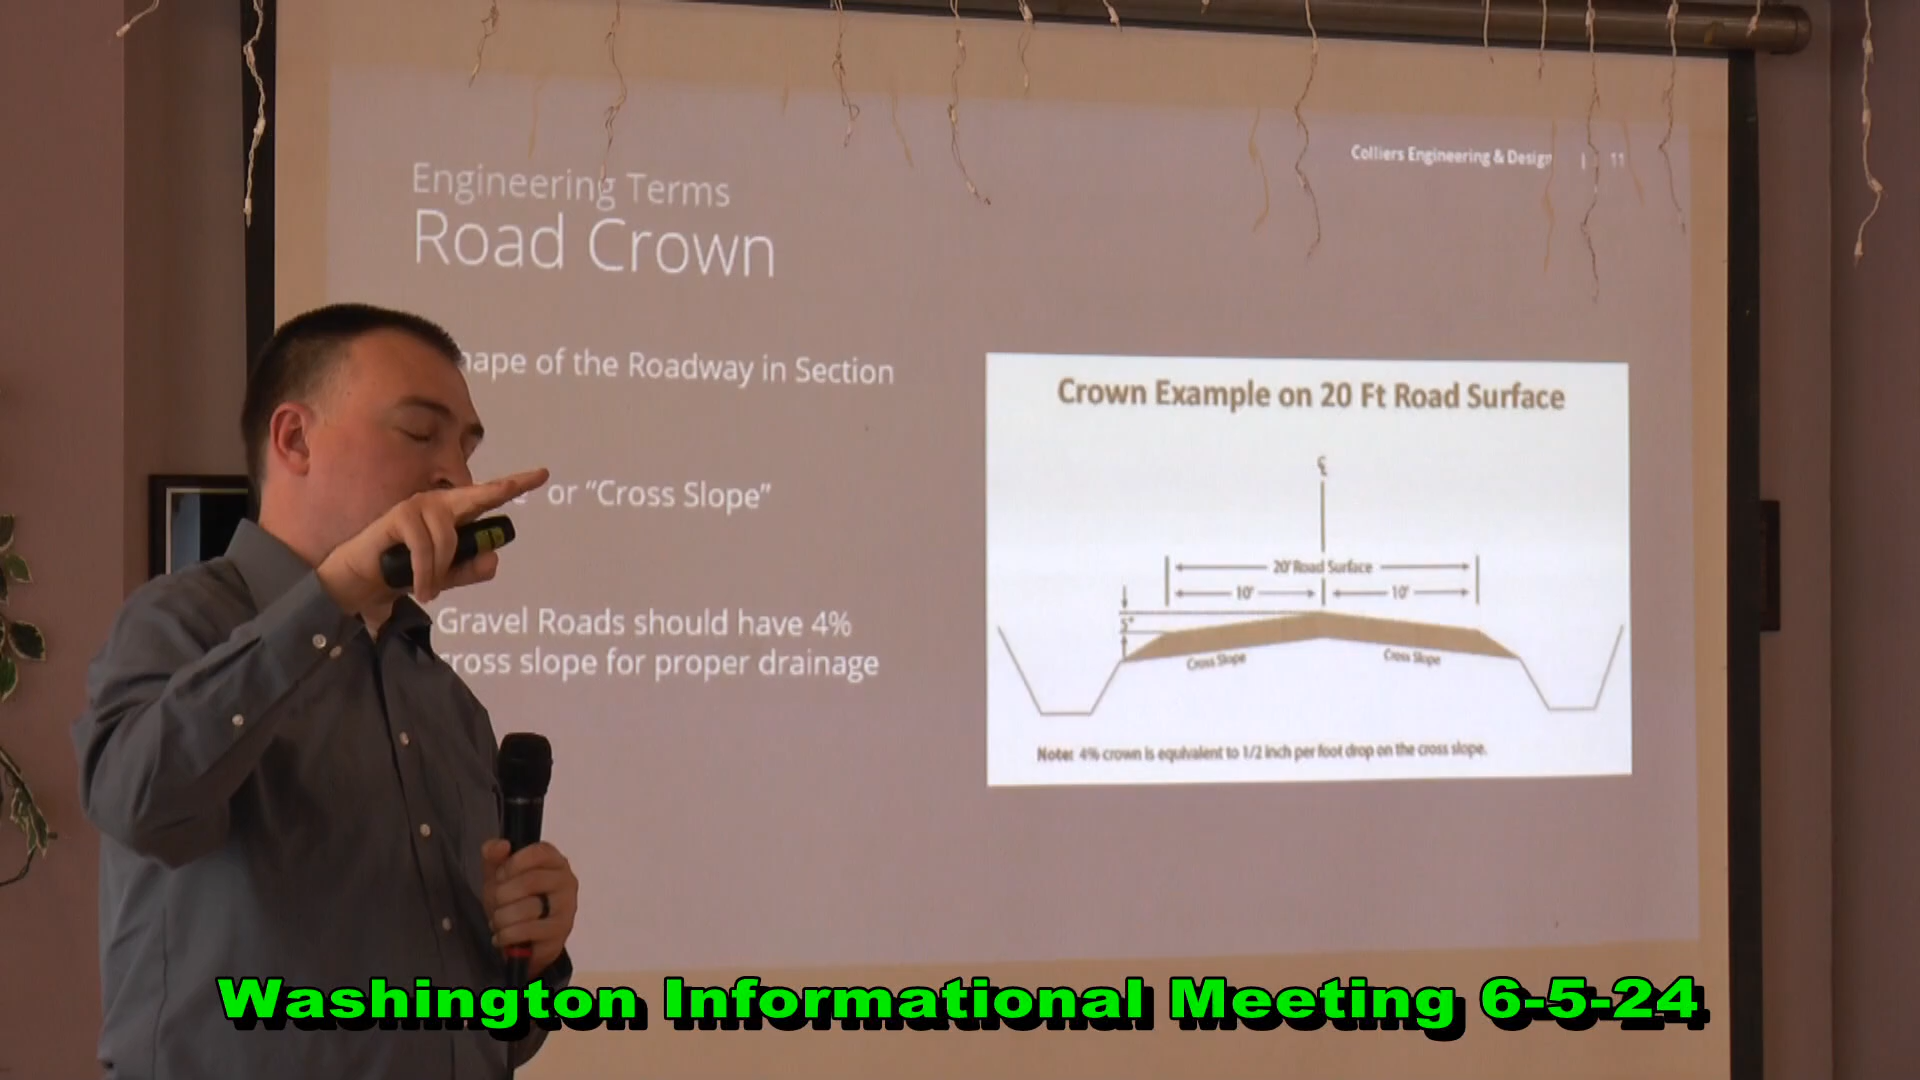 Colliers Engineering & Design | 11
Engineering Terms
Road Crown
hape of the Roadway in Section
or “Cross Slope”
Gravel Roads should have 4%
cross slope for proper drainage
Crown Example on 20 Ft Road Surface
℄
20' Road Surface
10' 10'
5"
Cross Slope Cross Slope
Note: 4% crown is equivalent to 1/2 inch per foot drop on the cross slope.
Washington Informational Meeting 6-5-24